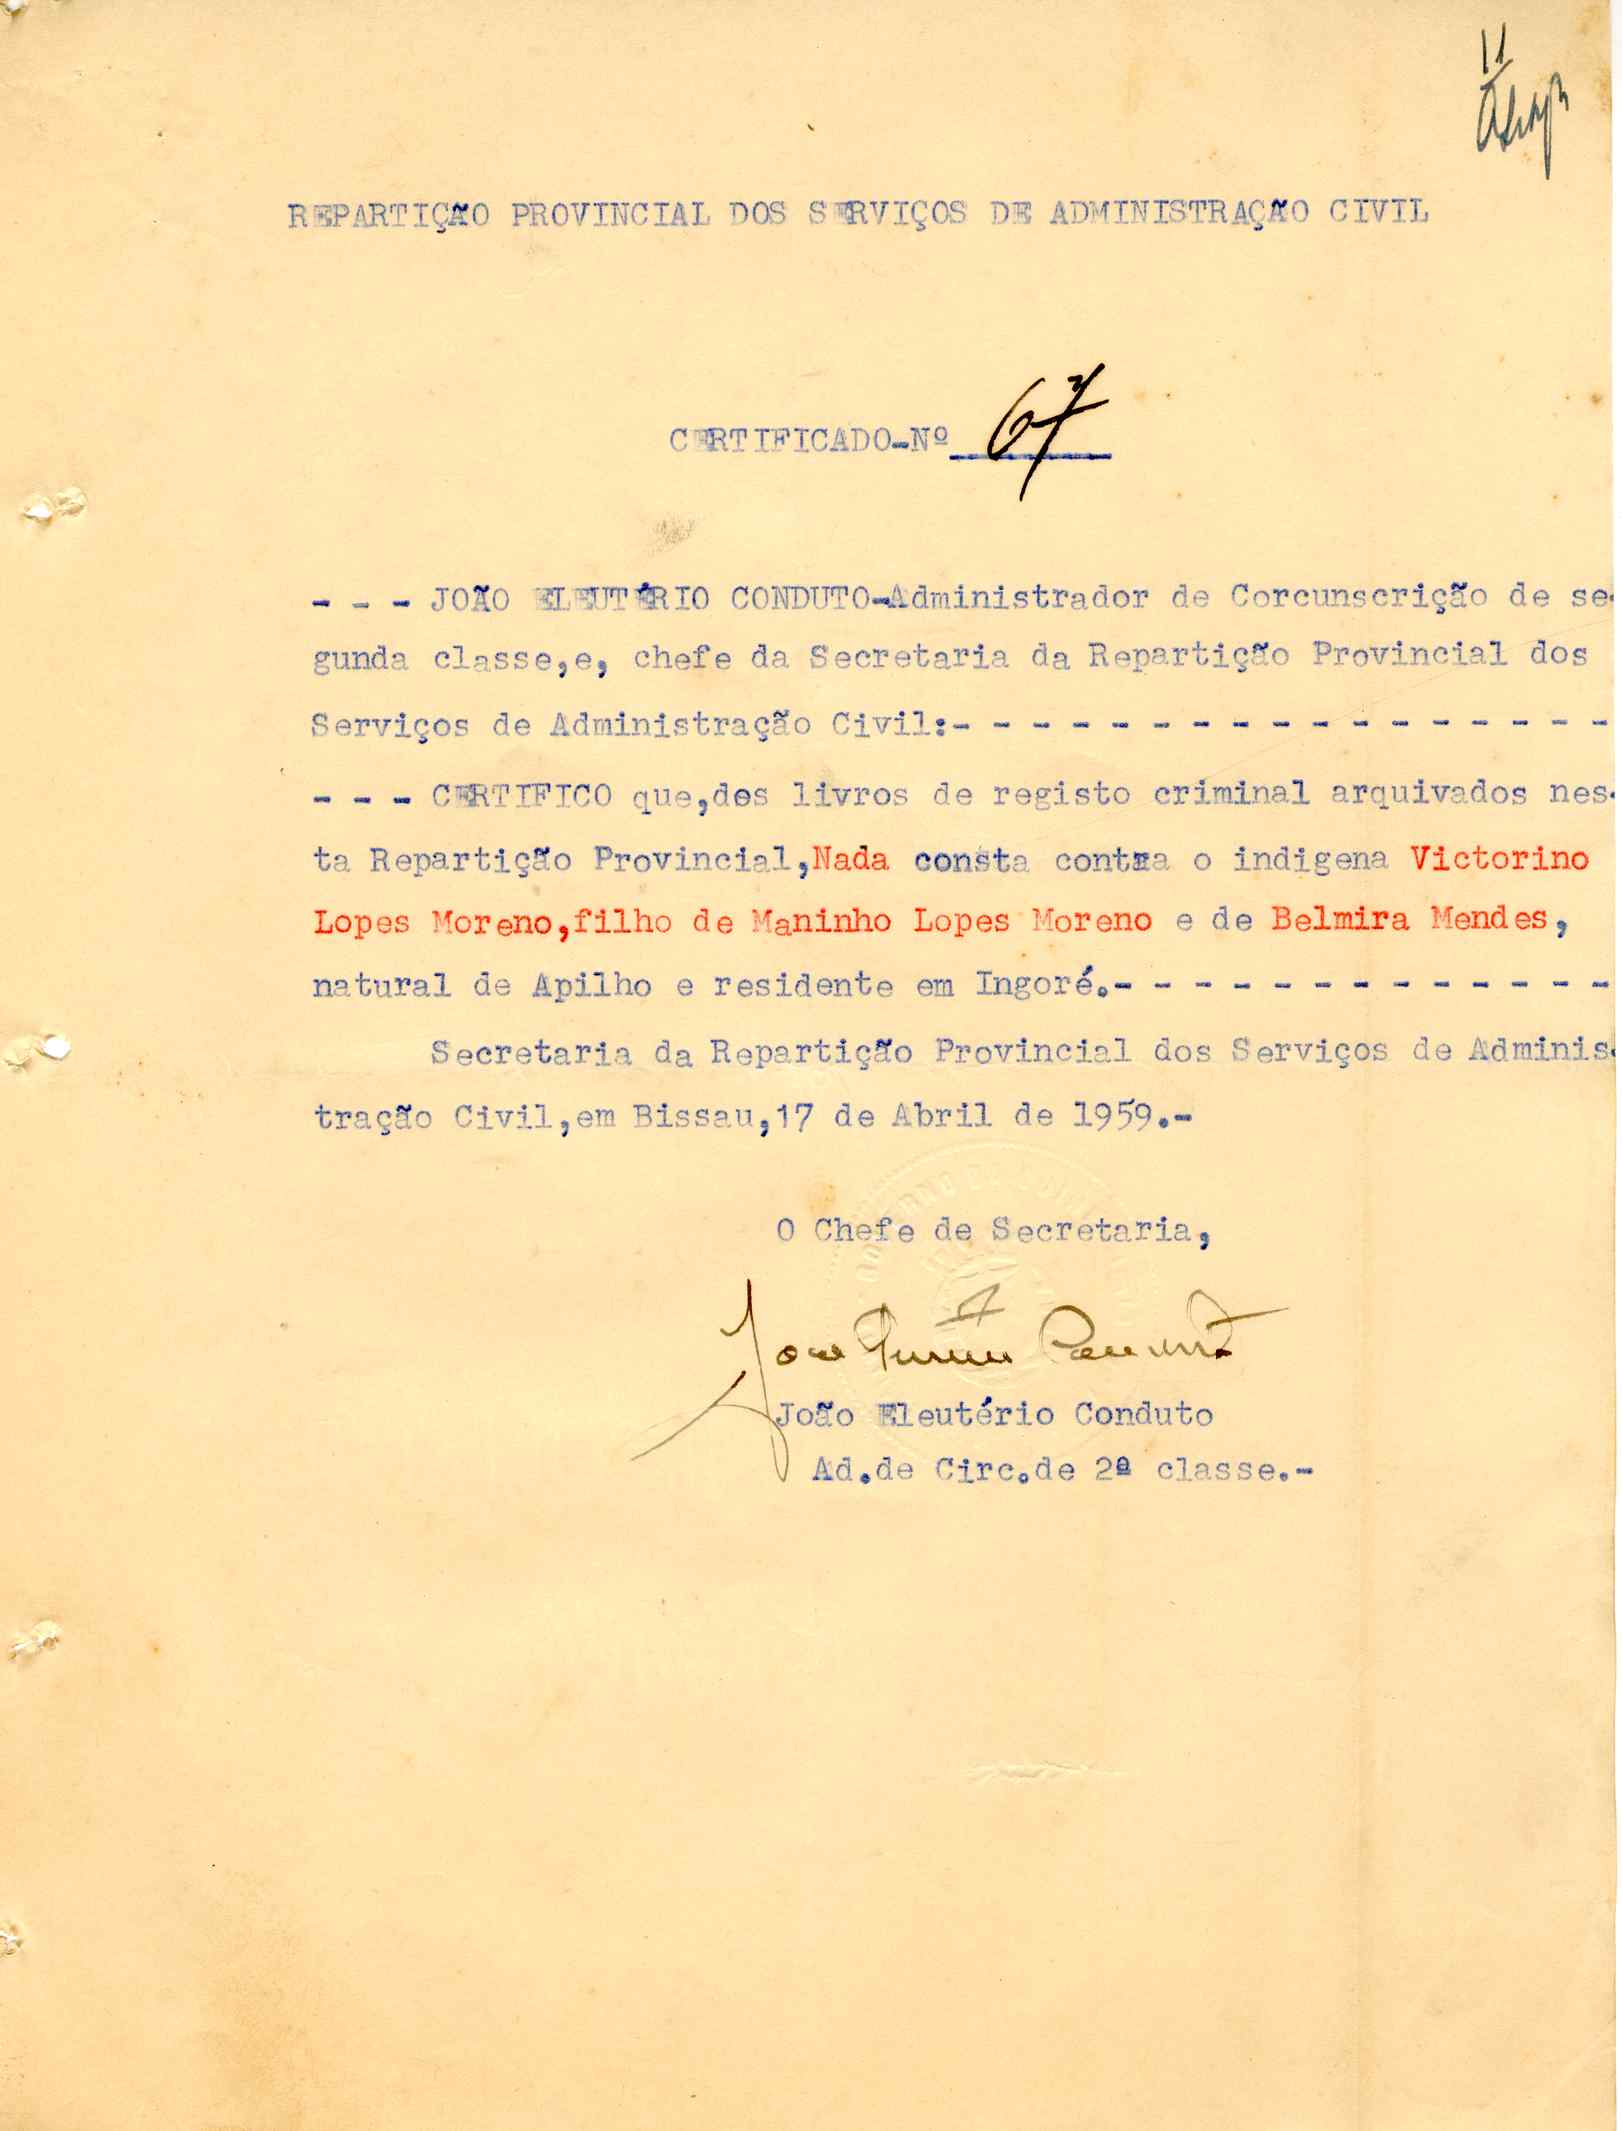 11
REPARTIÇÃO PROVINCIAL DOS SERVIÇOS DE ADMINISTRAÇÃO CIVIL
CERTIFICADO-Nº 67
- - - JOÃO ELEUTÉRIO CONDUTO-Administrador de Corcunscrição de se-
gunda classe,e, chefe da Secretaria da Repartição Provincial dos
Serviços de Administração Civil:- - - - - - - - - - - - - - - - - -
- - - CERTIFICO que,dos livros de registo criminal arquivados nes-
ta Repartição Provincial,Nada consta contra o indigena Victorino
Lopes Moreno,filho de Maninho Lopes Moreno e de Belmira Mendes,
natural de Apilho e residente em Ingoré.- - - - - - - - - - - - - -
Secretaria da Repartição Provincial dos Serviços de Adminis-
tração Civil,em Bissau,17 de Abril de 1959.-
O Chefe de Secretaria,
João Eleutério Conduto
Ad.de Circ.de 2ª classe.-